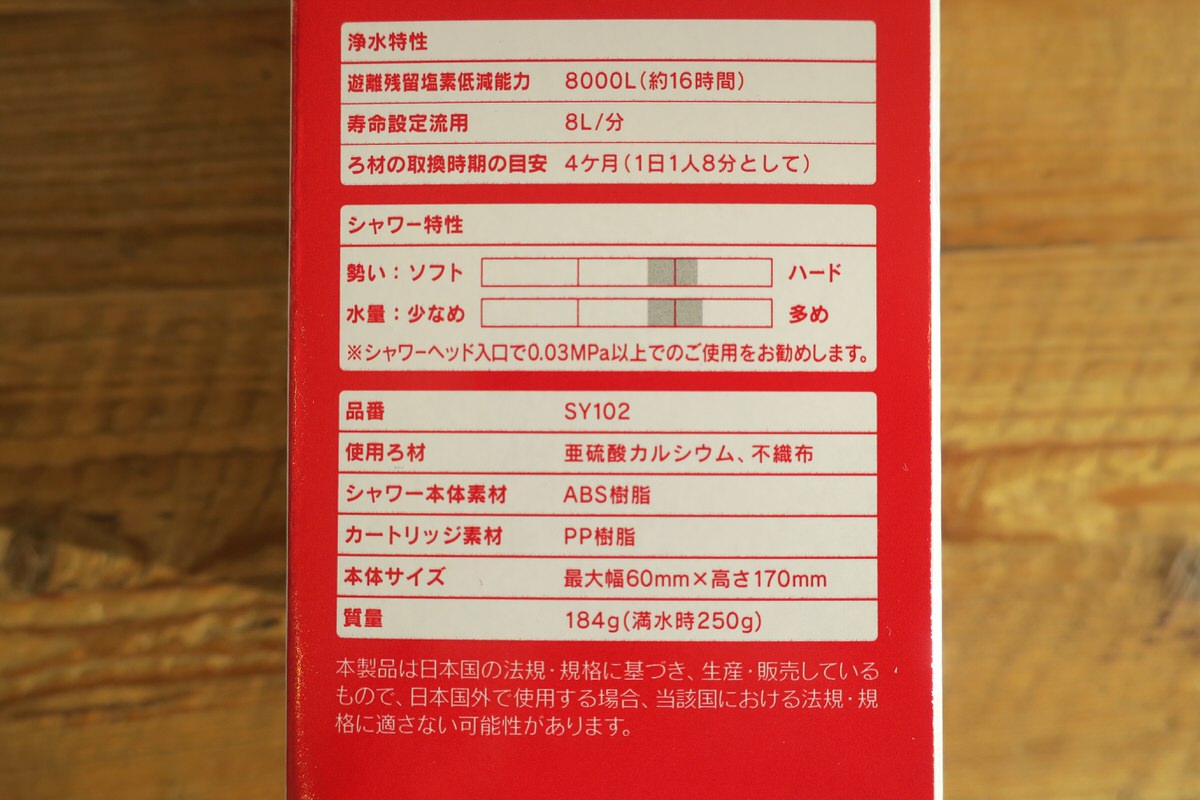 浄水特性
遊離残留塩素低減能力 8000L(約16時間)
寿命設定流用 8L/分
ろ材の取換時期の目安 4ケ月(1日1人8分として)
シャワー特性
勢い:ソフト ハード
水量:少なめ 多め
※シャワーヘッド入口で0.03MPa以上でのご使用をお勧めします。
品番 SY102
使用ろ材 亜硫酸カルシウム、不織布
シャワー本体素材 ABS樹脂
カートリッジ素材 PP樹脂
本体サイズ 最大幅60mm×高さ170mm
質量 184g(満水時250g)
本製品は日本国の法規・規格に基づき、生産・販売している
もので、日本国外で使用する場合、当該国における法規・規
格に適さない可能性があります。